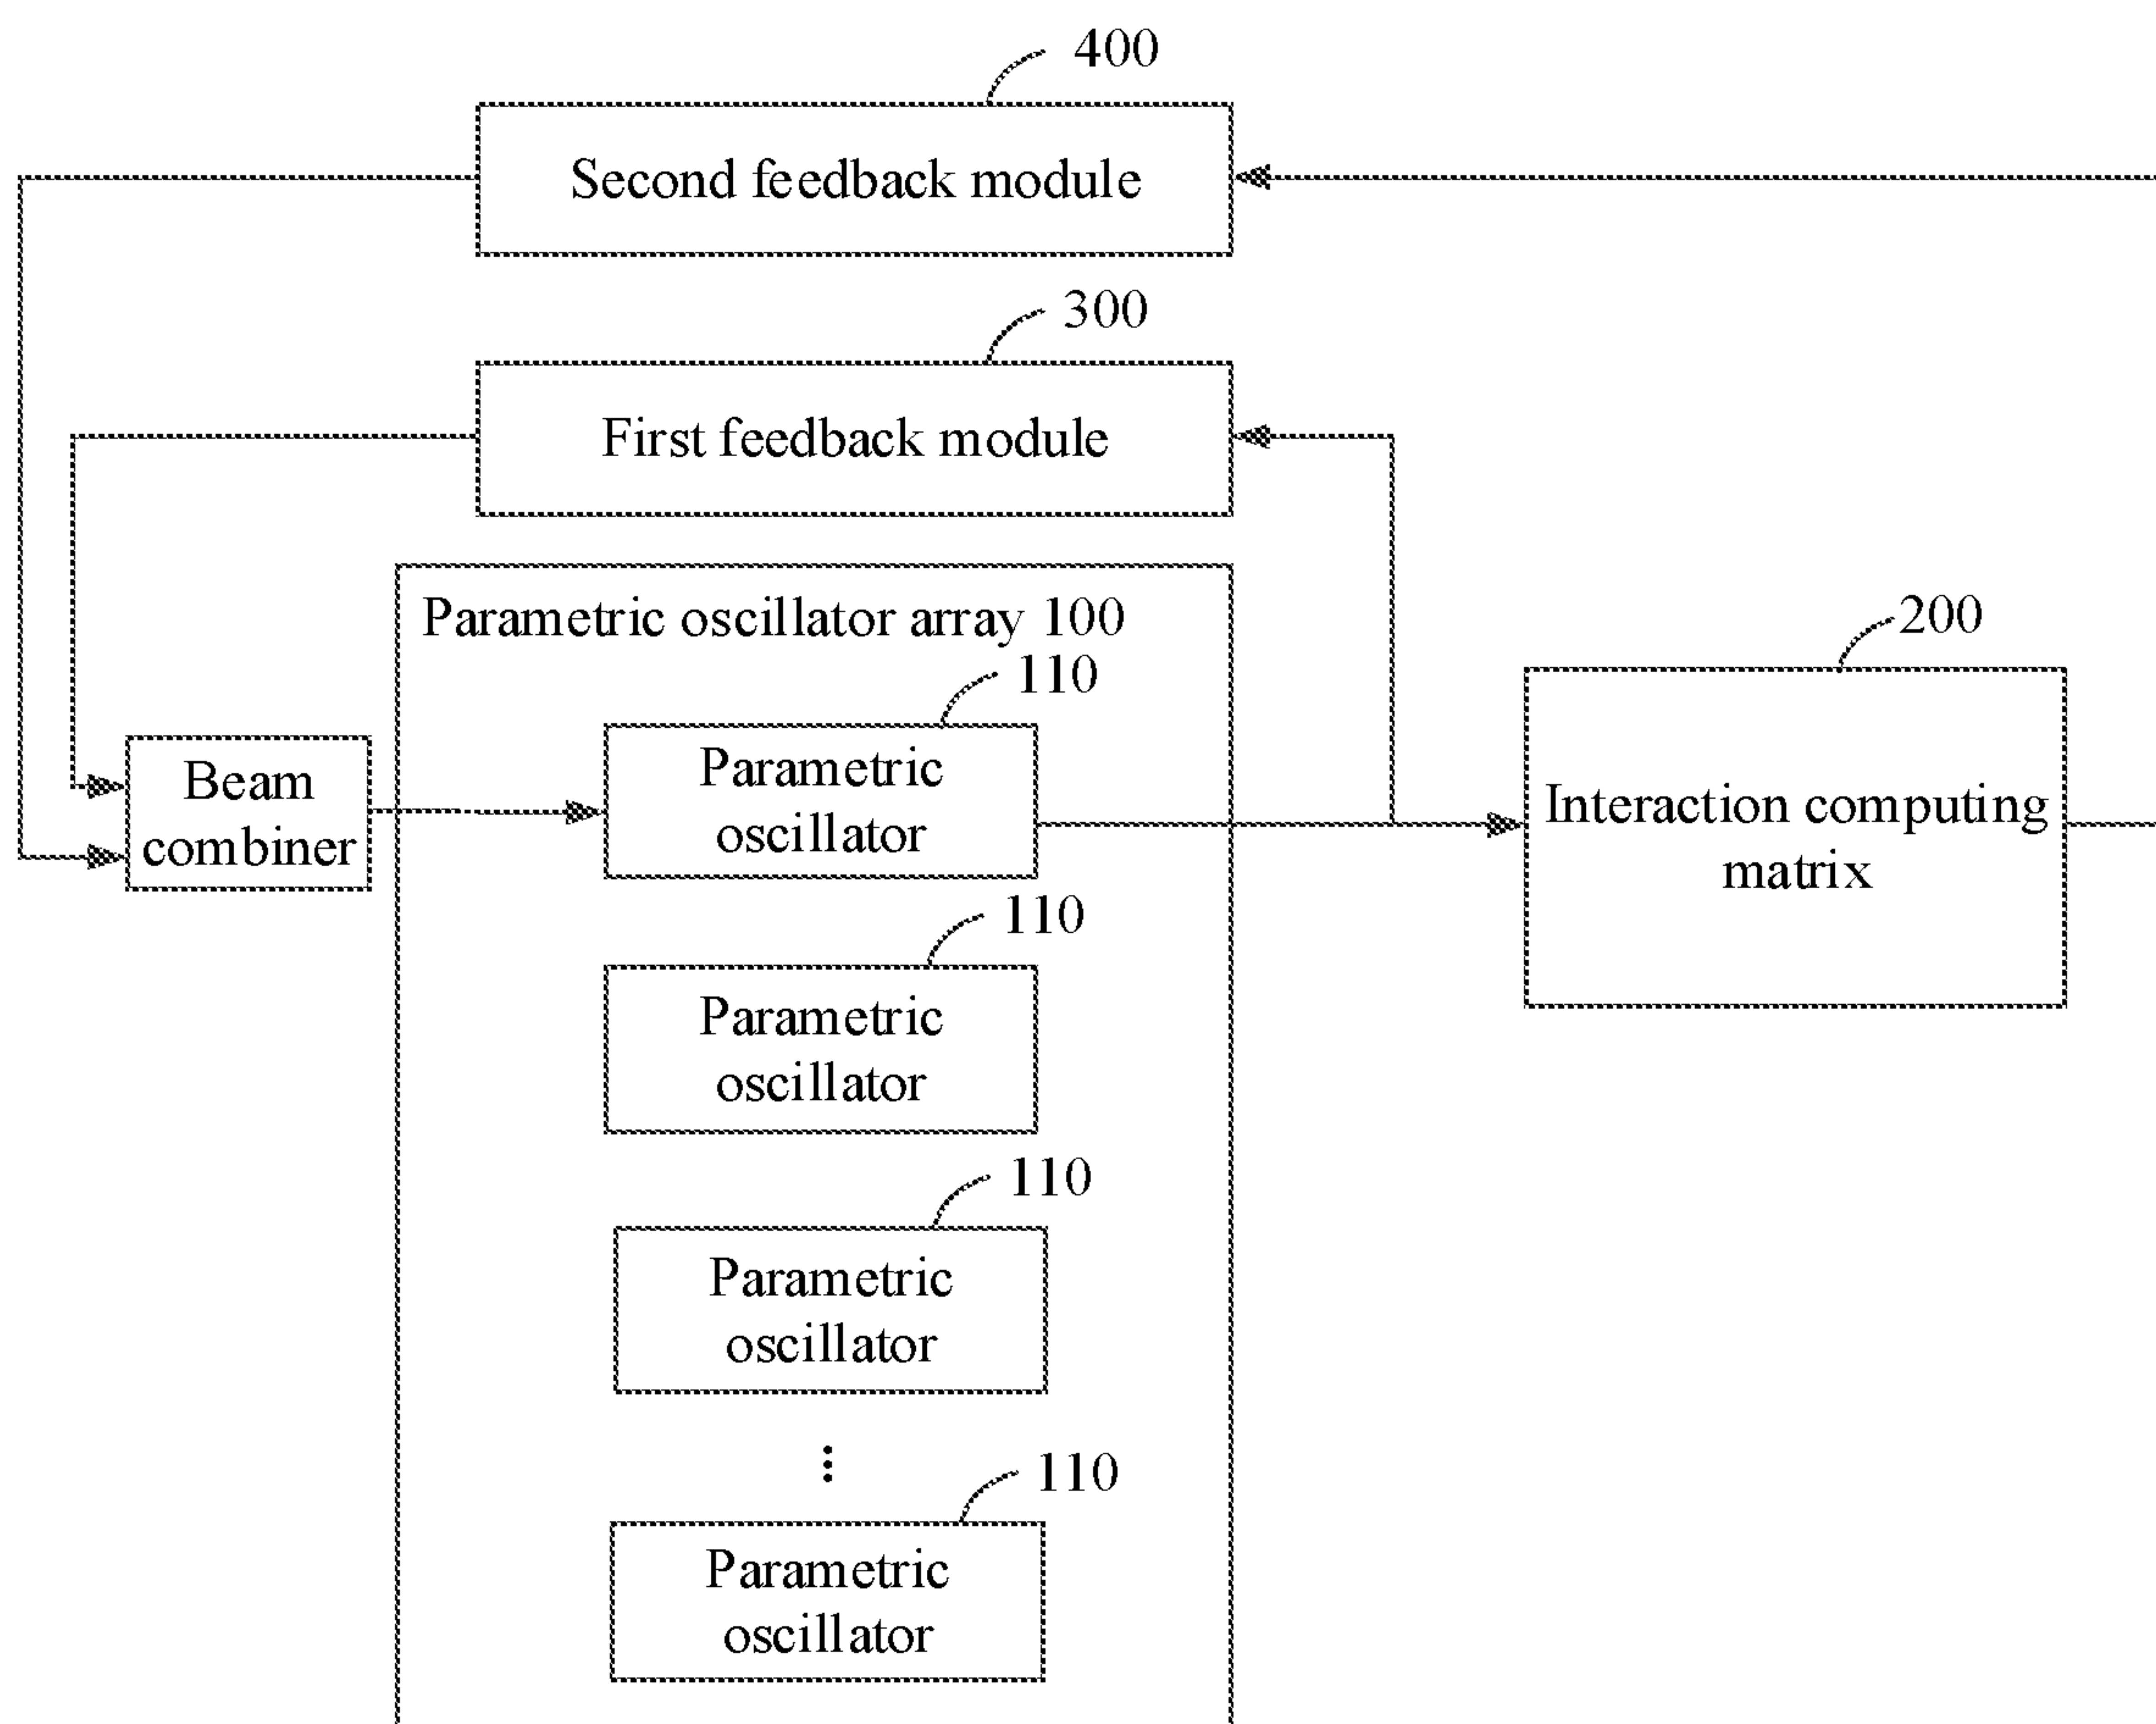 400
Second feedback module
300
First feedback module
Parametric oscillator array 100
200
110
Beam
combiner
Parametric
oscillator
Interaction computing
matrix
110
Parametric
oscillator
110
Parametric
oscillator
110
Parametric
oscillator